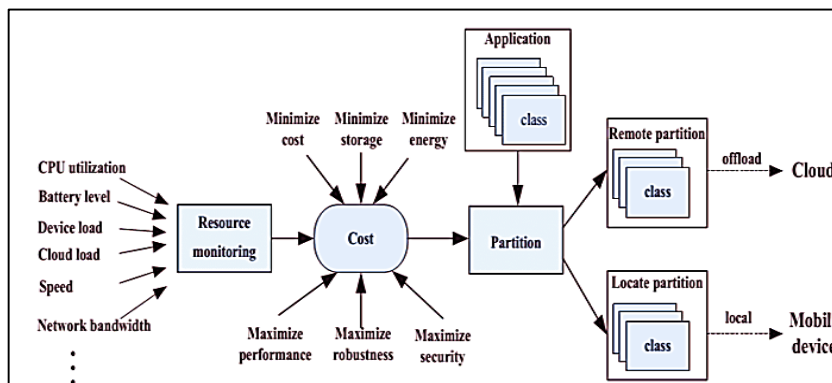 Application
class
Minimize
cost
Minimize
storage
Minimize
energy
Remote partition
class
offload
Cloud
CPU utilization
Battery level
Device load
Cloud load
Speed
Network bandwidth
Resource
monitoring
Cost
Partition
Maximize
performance
Maximize
robustness
Maximize
security
Locate partition
class
local
Mobil
device